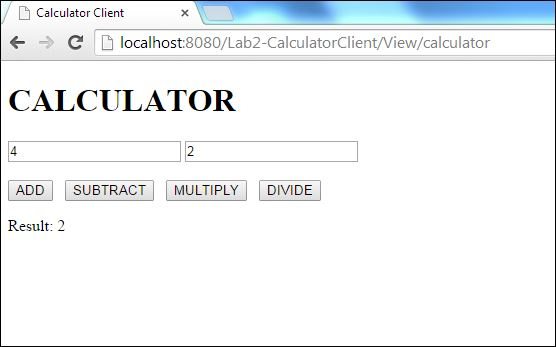 Calculator Client
localhost:8080/Lab2-CalculatorClient/View/calculator
CALCULATOR
4 2
ADD SUBTRACT MULTIPLY DIVIDE
Result: 2